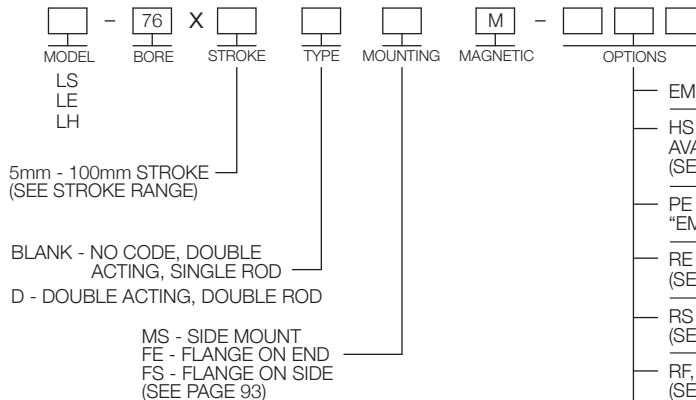 – 76 X M –
MODEL BORE STROKE TYPE MOUNTING MAGNETIC OPTIONS
LS
LE
LH
5mm - 100mm STROKE
(SEE STROKE RANGE)
BLANK - NO CODE, DOUBLE
ACTING, SINGLE ROD
D - DOUBLE ACTING, DOUBLE ROD
MS - SIDE MOUNT
FE - FLANGE ON END
FS - FLANGE ON SIDE
(SEE PAGE 93)
EM
HS
(SE
PE
"EM
RE
(SE
RS
(SE
RF,
(SE